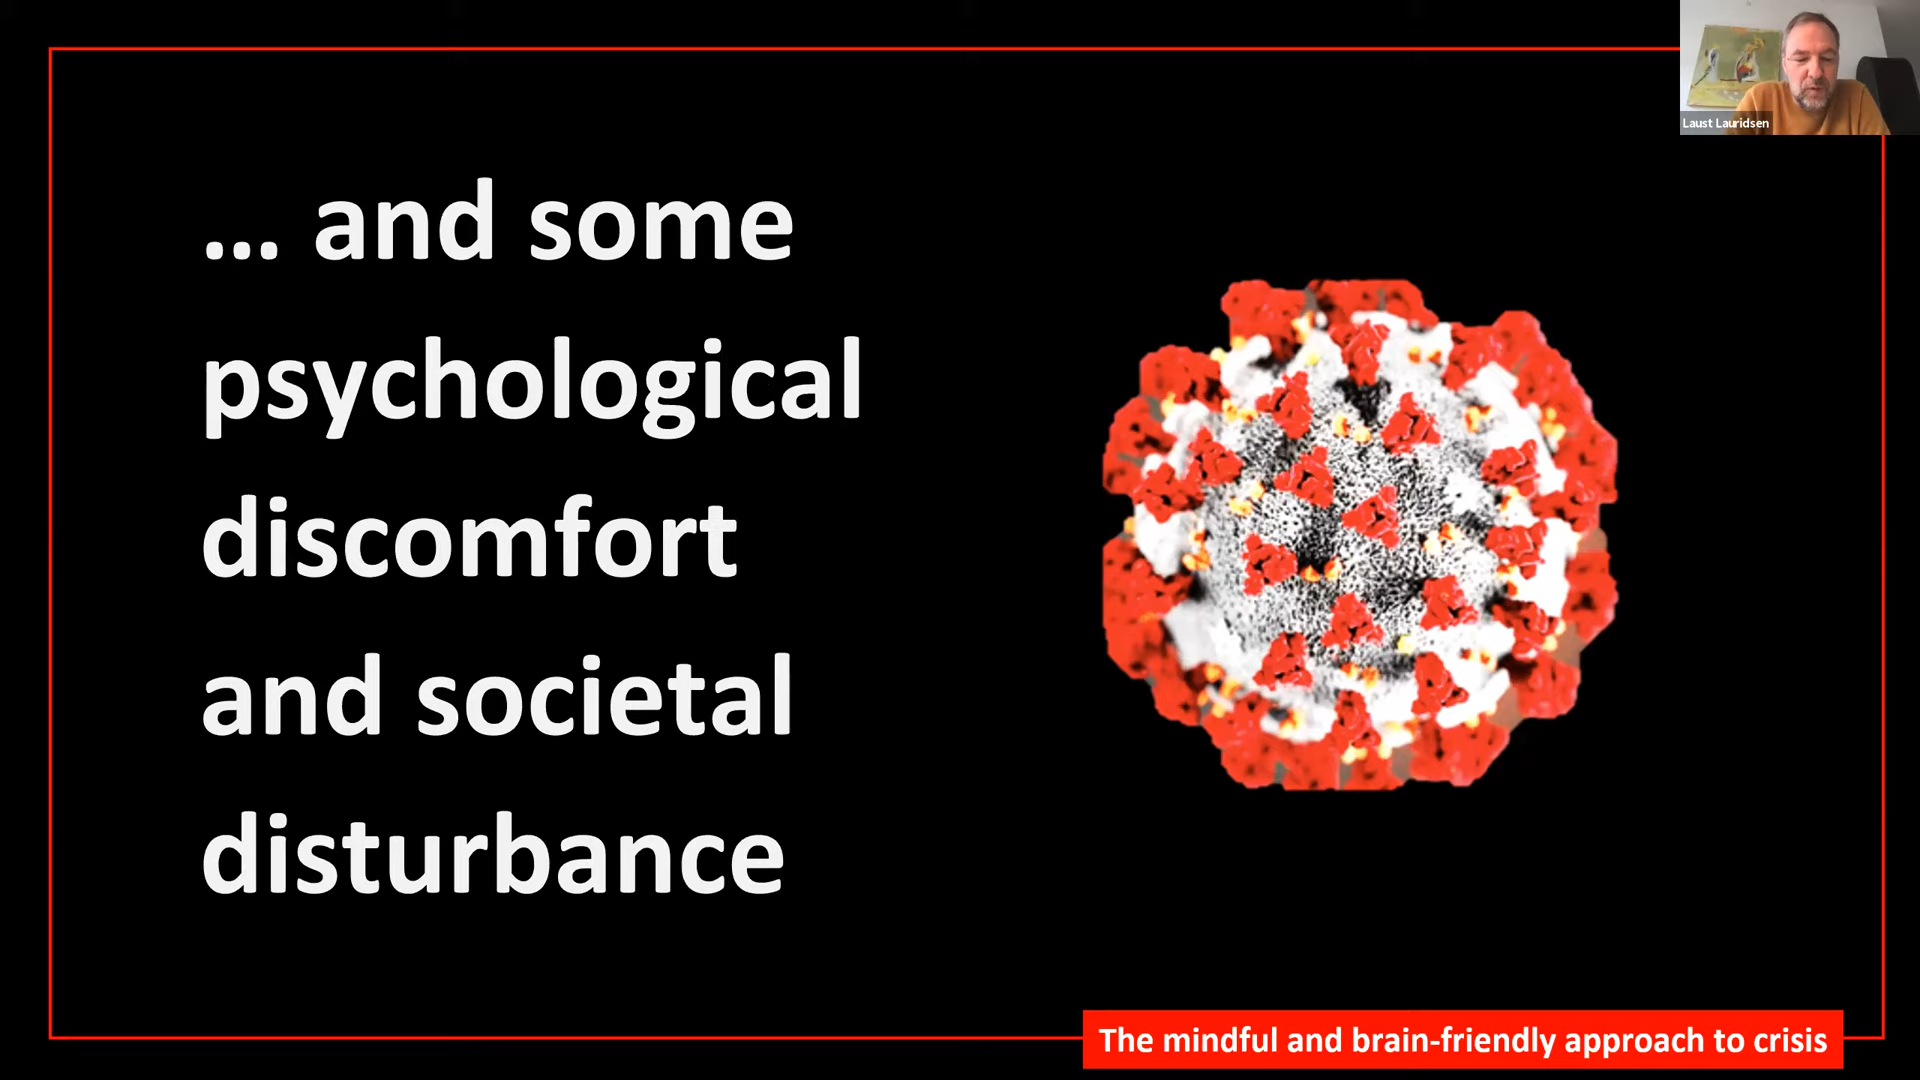 Laust Lauridsen
... and some
psychological
discomfort
and societal
disturbance
The mindful and brain-friendly approach to crisis